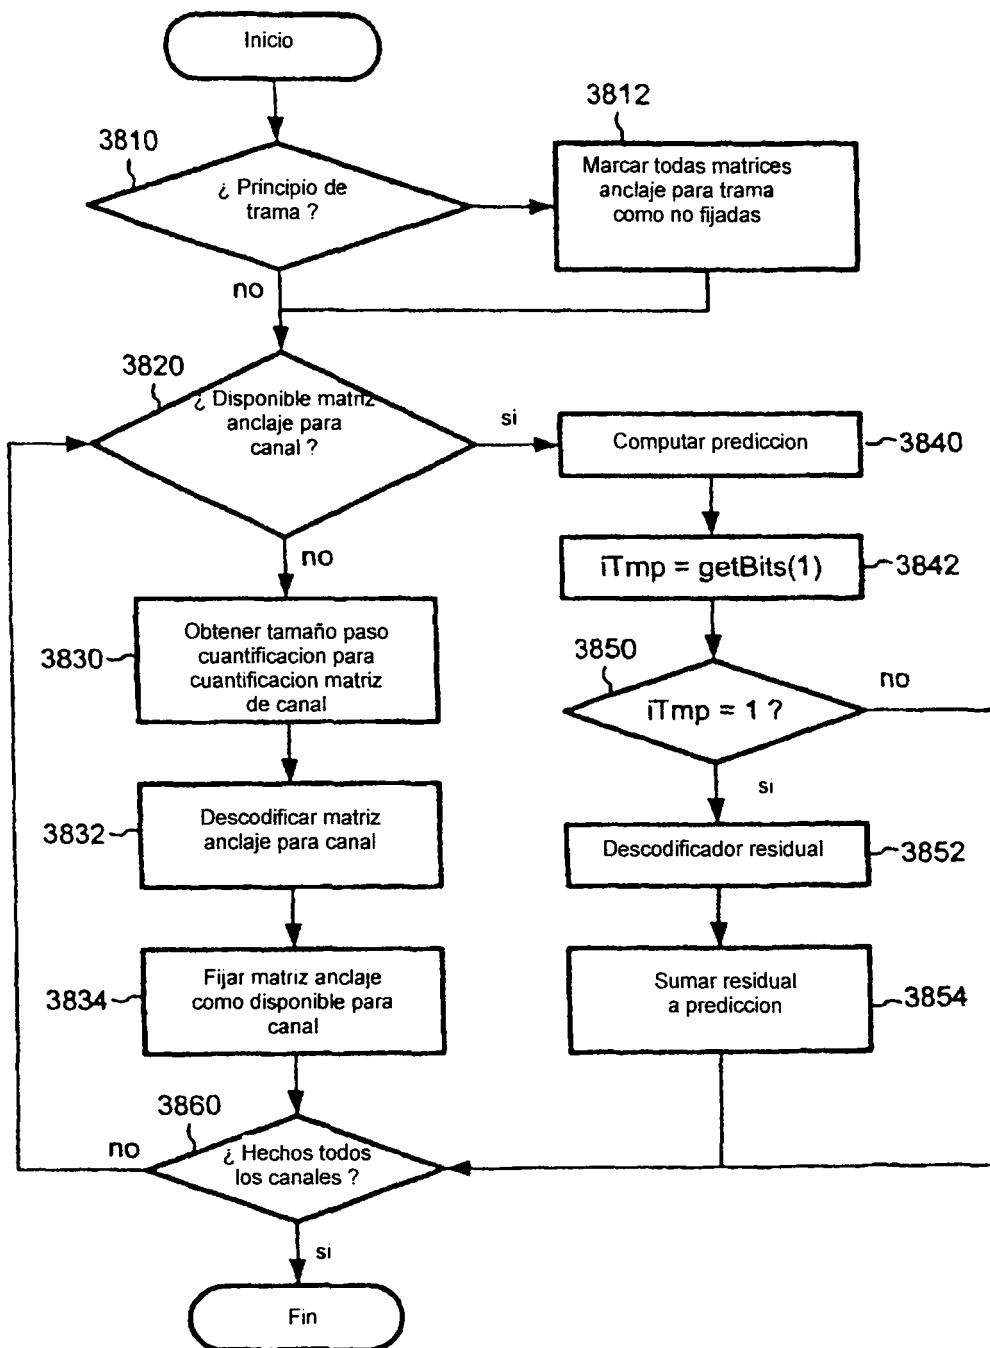 Inicio
3812
3810
¿ Principio de
trama ?
Marcar todas matrices
anclaje para trama
como no fijadas
no
3820
¿ Disponible matriz
anclaje para
canal ?
si
Computar prediccion
3840
no
iTmp = getBits(1)
3842
3830
Obtener tamaño paso
cuantificacion para
cuantificacion matriz
de canal
3850
no
iTmp = 1 ?
si
3832
Descodificar matriz
anclaje para canal
Descodificador residual
3852
3834
Fijar matriz anclaje
como disponible para
canal
Sumar residual
a prediccion
3854
3860
no
¿ Hechos todos
los canales ?
si
Fin